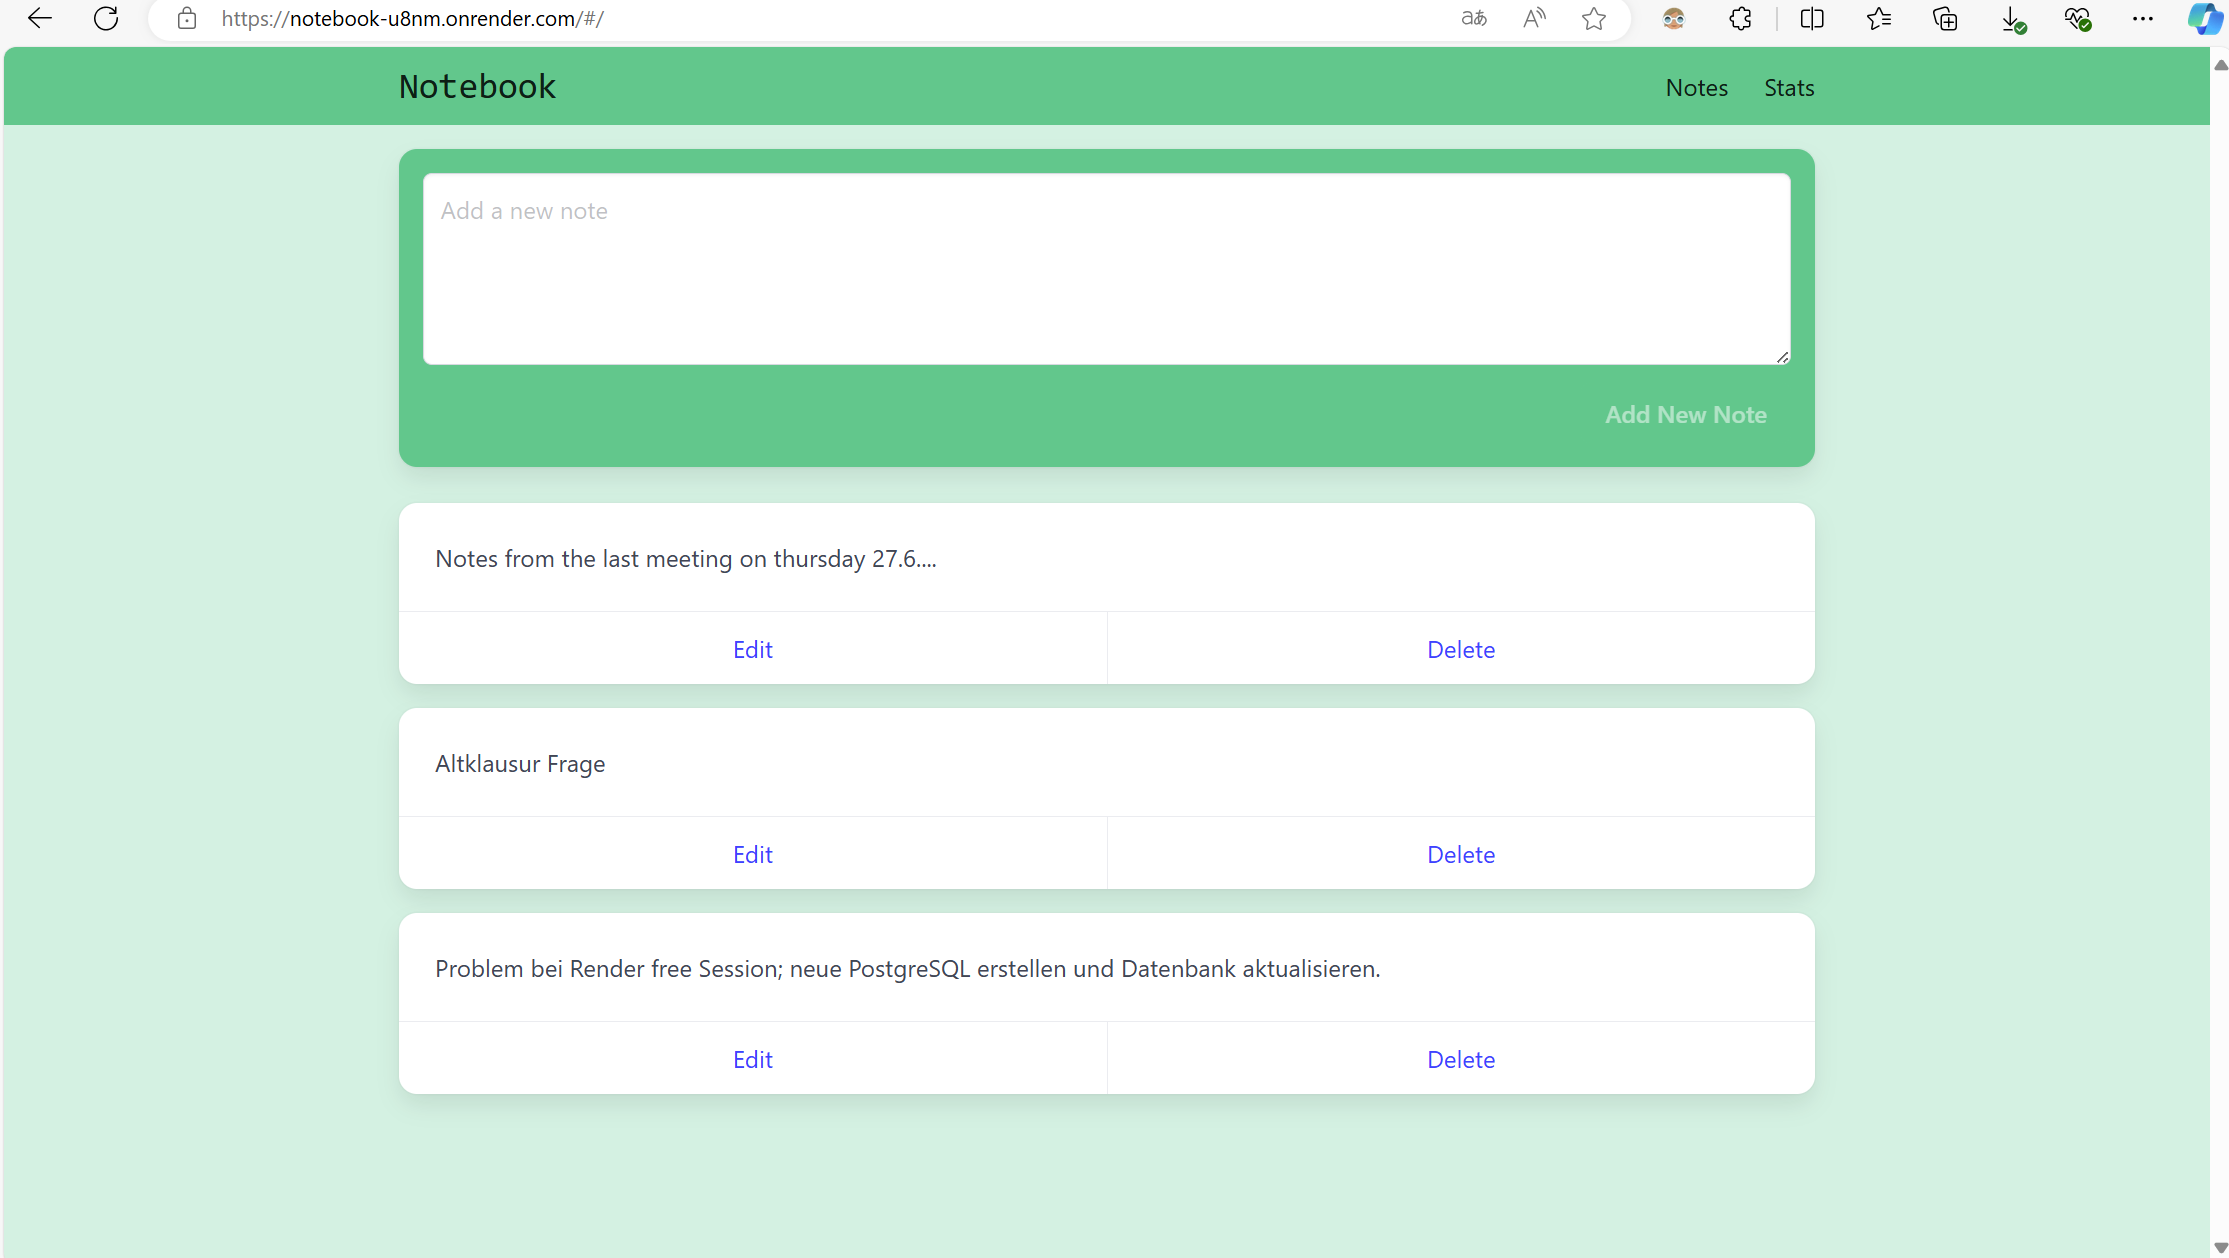 https://notebook-u8nm.onrender.com/#/
Notebook
Notes Stats
Add a new note
Add New Note
Notes from the last meeting on thursday 27.6....
Edit Delete
Altklausur Frage
Edit Delete
Problem bei Render free Session; neue PostgreSQL erstellen und Datenbank aktualisieren.
Edit Delete